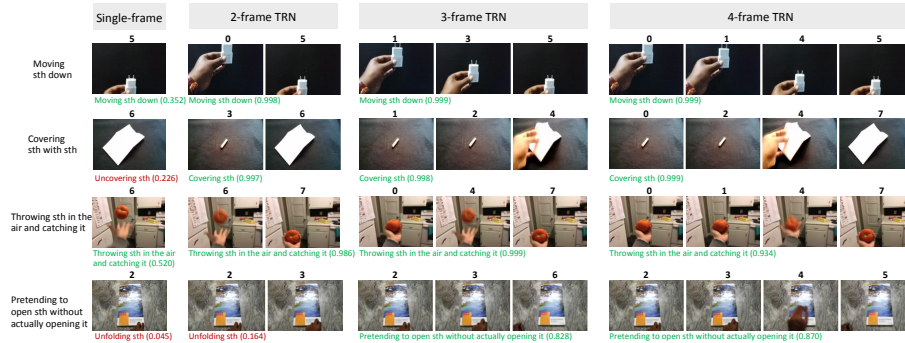 Single-frame 2-frame TRN 3-frame TRN 4-frame TRN
5 0 5 1 3 5 0 1 4 5
Moving
sth down
Moving sth down (0.352) Moving sth down (0.998) Moving sth down (0.999) Moving sth down (0.999)
6 3 6 1 2 4 0 2 4 7
Covering
sth with sth
Uncovering sth (0.226) Covering sth (0.997) Covering sth (0.998) Covering sth (0.999)
6 6 7 0 4 7 0 1 4 7
Throwing sth in the
air and catching it
Throwing sth in the air and catching it (0.520) Throwing sth in the air and catching it (0.986) Throwing sth in the air and catching it (0.999) Throwing sth in the air and catching it (0.934)
2 2 3 2 3 6 2 3 4 5
Pretending to
open sth without
actually opening it
Unfolding sth (0.045) Unfolding sth (0.164) Pretending to open sth without actually opening it (0.828) Pretending to open sth without actually opening it (0.870)